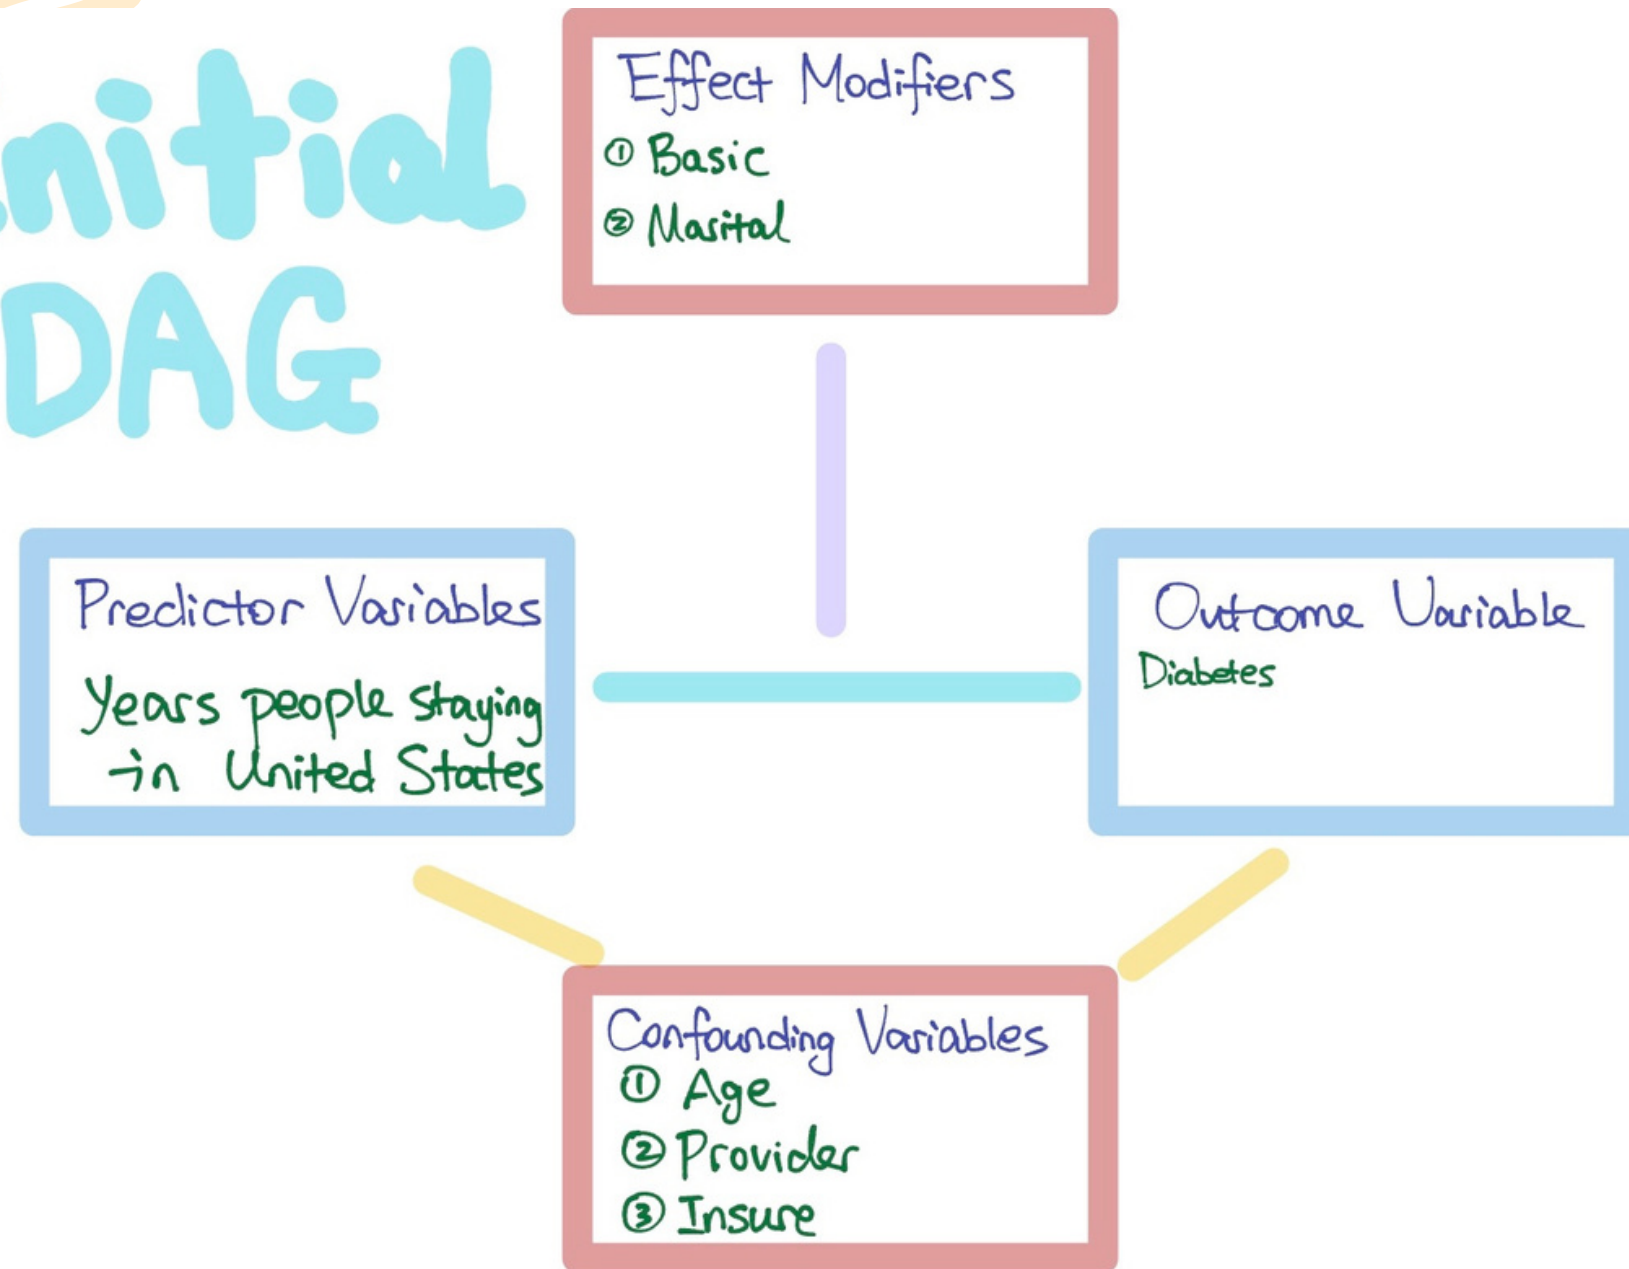 nitial
DAG
Effect Modifiers
① Basic
② Marital
Predictor Variables
Years people staying
in United States
Outcome Variable
Diabetes
Confounding Variables
① Age
② Provider
③ Insure